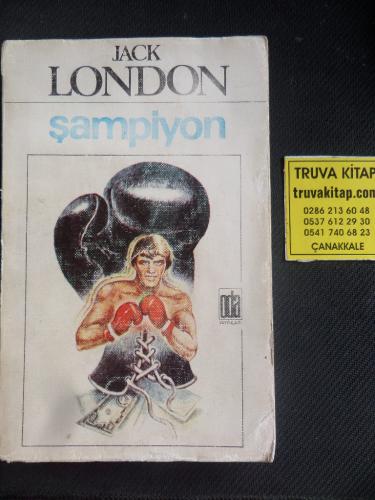 JACK
LONDON
şampiyon
oda
YAYINLARI
TRUVA KİTAP
truvakitap.com
0286 213 60 48
0537 612 29 30
0541 740 68 23
ÇANAKKALE